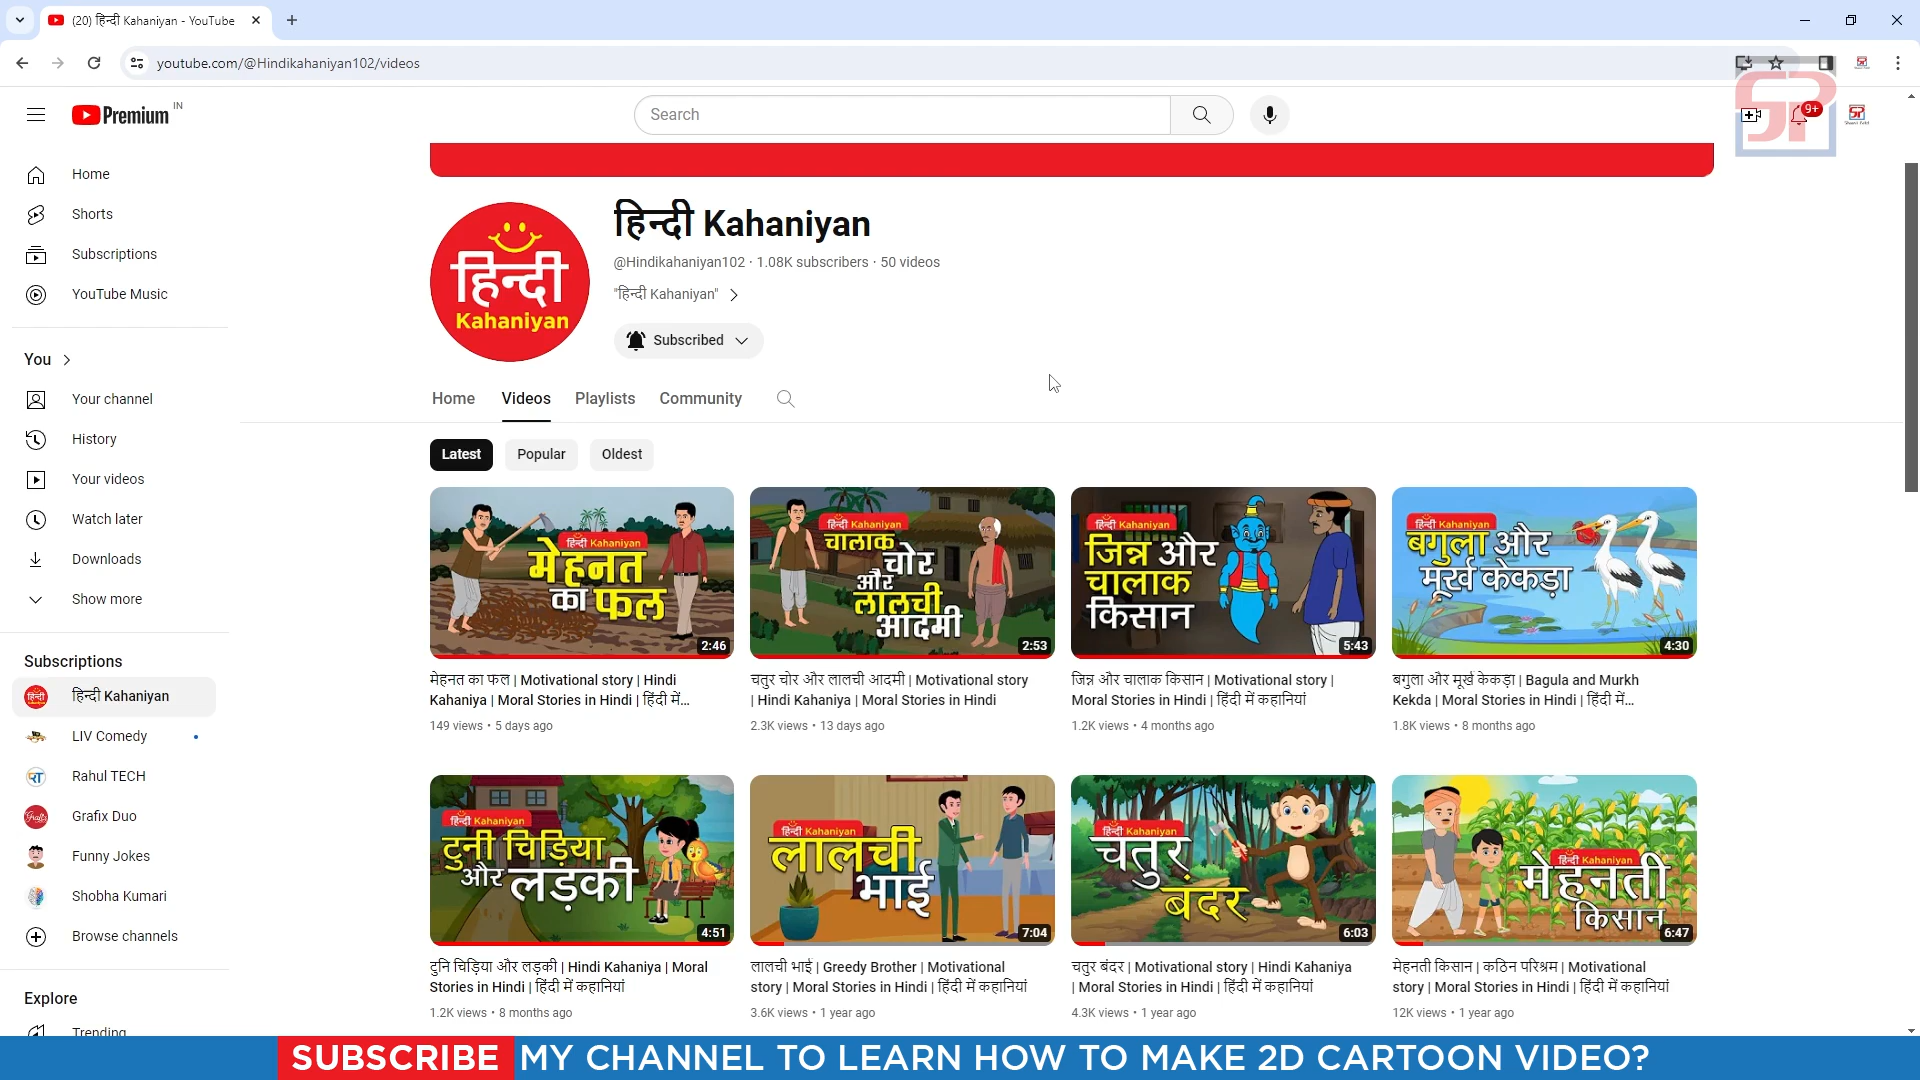 (20) हिन्दी Kahaniyan - YouTube
youtube.com/@Hindikahaniyan102/videos
Premium IN
Search
9+
SP
Home
Shorts
Subscriptions
YouTube Music
You
Your channel
History
Your videos
Watch later
Downloads
Show more
Subscriptions
हिन्दी Kahaniyan
LIV Comedy
Rahul TECH
Grafix Duo
Funny Jokes
Shobha Kumari
Browse channels
Explore
Trending
हिन्दी
Kahaniyan
हिन्दी Kahaniyan
@Hindikahaniyan102 · 1.08K subscribers · 50 videos
"हिन्दी Kahaniyan"
Subscribed
Home Videos Playlists Community
Latest Popular Oldest
हिन्दी Kahaniyan
मेहनत
का फल
2:46
मेहनत का फल | Motivational story | Hindi
Kahaniya | Moral Stories in Hindi | हिंदी में...
149 views • 5 days ago
हिन्दी Kahaniyan
चालाक
चोर
और
लालची
आदमी
2:53
चतुर चोर और लालची आदमी | Motivational story
| Hindi Kahaniya | Moral Stories in Hindi
2.3K views • 13 days ago
हिन्दी Kahaniyan
जिन्न और
चालाक
किसान
5:43
जिन्न और चालाक किसान | Motivational story |
Moral Stories in Hindi | हिंदी में कहानियां
1.2K views • 4 months ago
हिन्दी Kahaniyan
बगुला और
मूर्ख केकड़ा
4:30
बगुला और मूर्ख केकड़ा | Bagula and Murkh
Kekda | Moral Stories in Hindi | हिंदी में...
1.8K views • 8 months ago
हिन्दी Kahaniyan
टुनी चिड़िया
और लड़की
4:51
टुनि चिड़िया और लड़की | Hindi Kahaniya | Moral
Stories in Hindi | हिंदी में कहानियां
1.2K views • 8 months ago
हिन्दी Kahaniyan
लालची
भाई
7:04
लालची भाई | Greedy Brother | Motivational
story | Moral Stories in Hindi | हिंदी में कहानियां
3.6K views • 1 year ago
हिन्दी Kahaniyan
चतुर
बंदर
6:03
चतुर बंदर | Motivational story | Hindi Kahaniya
| Moral Stories in Hindi | हिंदी में कहानियां
4.3K views • 1 year ago
हिन्दी Kahaniyan
मेहनती
किसान
6:47
मेहनती किसान | कठिन परिश्रम | Motivational
story | Moral Stories in Hindi | हिंदी में कहानियां
12K views • 1 year ago
SUBSCRIBE MY CHANNEL TO LEARN HOW TO MAKE 2D CARTOON VIDEO?